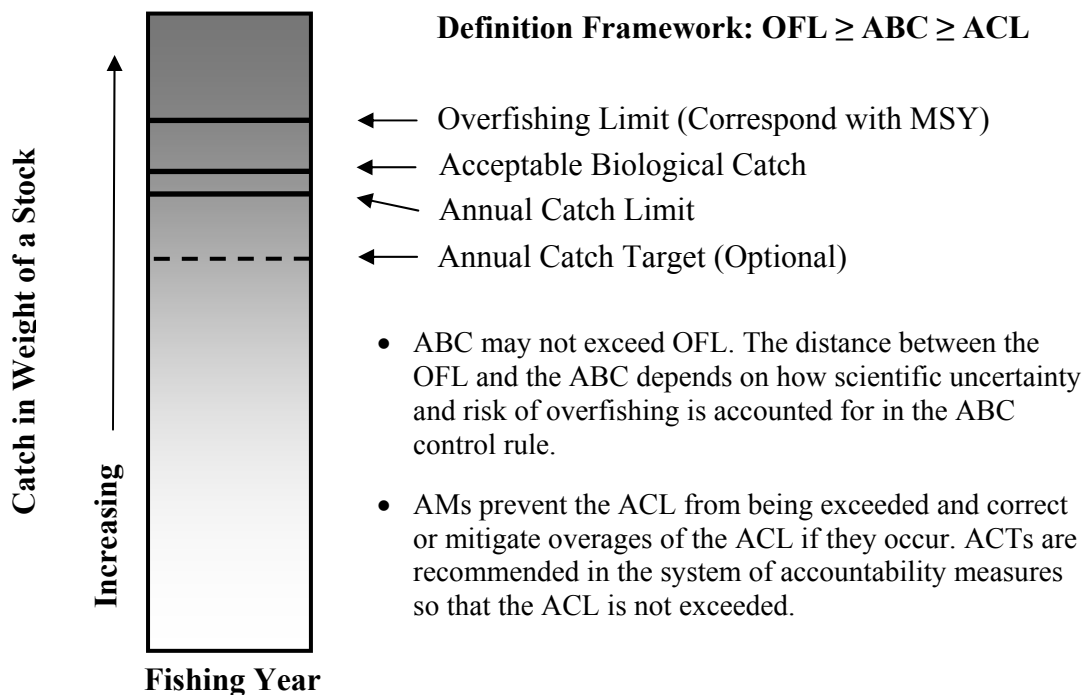 Definition Framework: OFL ≥ ABC ≥ ACL
Overfishing Limit (Correspond with MSY)
Acceptable Biological Catch
Annual Catch Limit
Annual Catch Target (Optional)
• ABC may not exceed OFL. The distance between the
OFL and the ABC depends on how scientific uncertainty
and risk of overfishing is accounted for in the ABC
control rule.
• AMs prevent the ACL from being exceeded and correct
or mitigate overages of the ACL if they occur. ACTs are
recommended in the system of accountability measures
so that the ACL is not exceeded.
Catch in Weight of a Stock
Increasing
Fishing Year